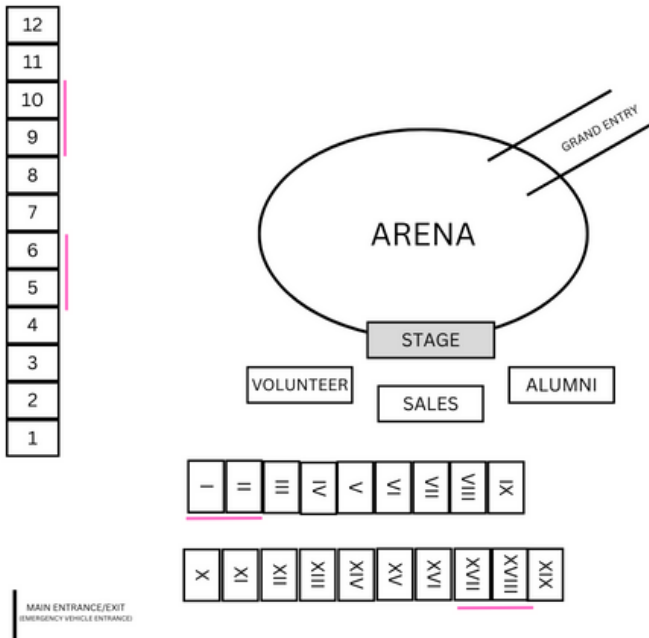 12
11
10
9
8
7
6
5
4
3
2
1
GRAND ENTRY
ARENA
STAGE
VOLUNTEER
SALES
ALUMNI
I II III IV V VI VII VIII IX
X XI XII XIII XIV XV XVI XVII XVIII XIX
MAIN ENTRANCE/EXIT
(EMERGENCY VEHICLE ENTRANCE)